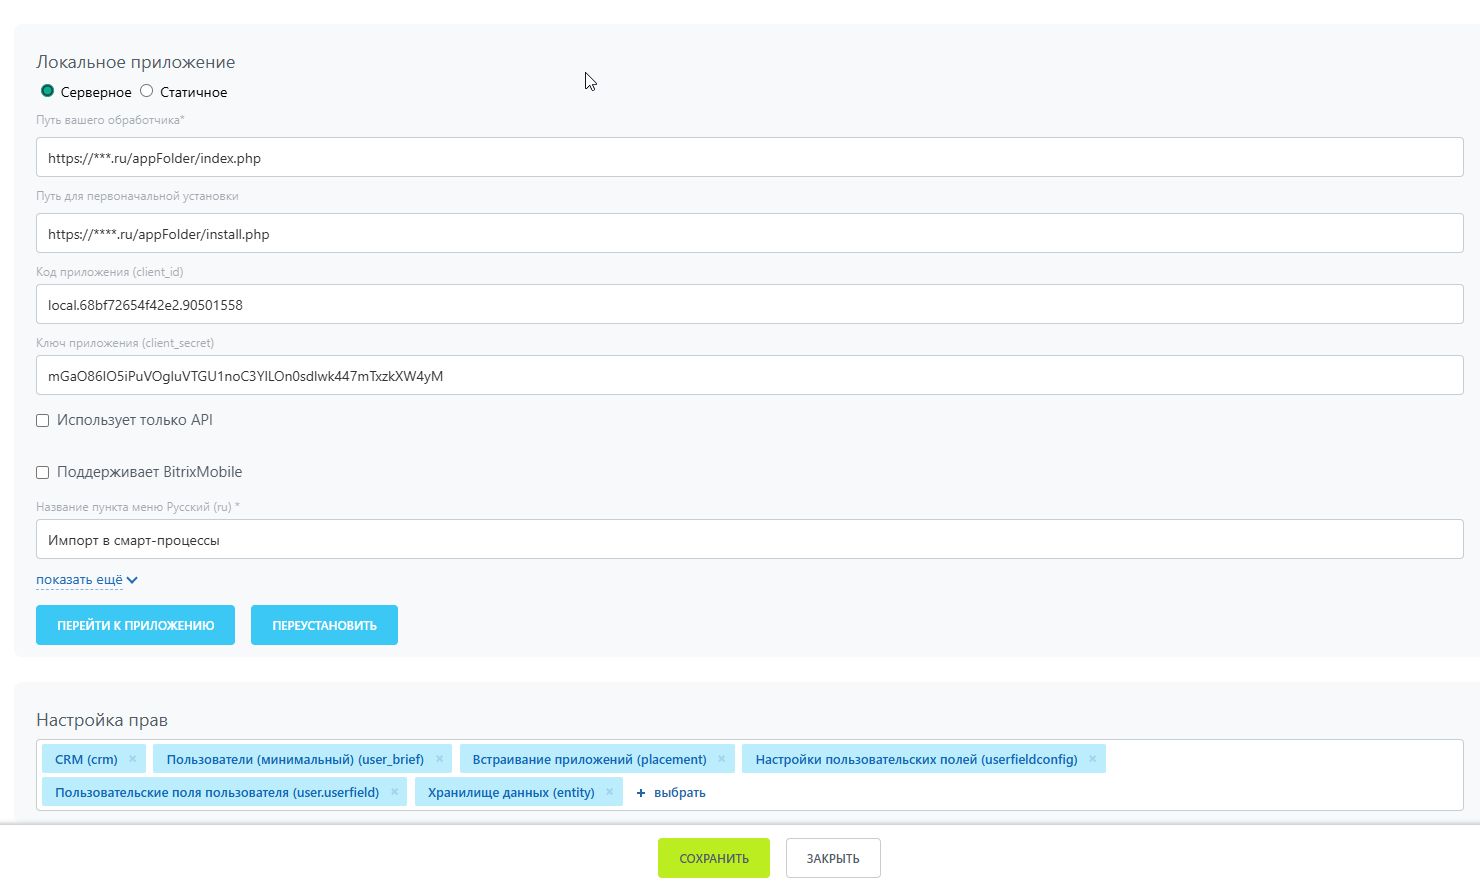 Локальное приложение
Серверное Статичное
Путь вашего обработчика*
https://***.ru/appFolder/index.php
Путь для первоначальной установки
https://****.ru/appFolder/install.php
Код приложения (client_id)
local.68bf72654f42e2.90501558
Ключ приложения (client_secret)
mGaO86IO5iPuVOgIuVTGU1noC3YlLOn0sdIwk447mTxzkXW4yM
Использует только API
Поддерживает BitrixMobile
Название пункта меню Русский (ru) *
Импорт в смарт-процессы
показать ещё
ПЕРЕЙТИ К ПРИЛОЖЕНИЮ ПЕРЕУСТАНОВИТЬ
Настройка прав
CRM (crm) × Пользователи (минимальный) (user_brief) × Встраивание приложений (placement) × Настройки пользовательских полей (userfieldconfig) ×
Пользовательские поля пользователя (user.userfield) × Хранилище данных (entity) × + выбрать
СОХРАНИТЬ ЗАКРЫТЬ